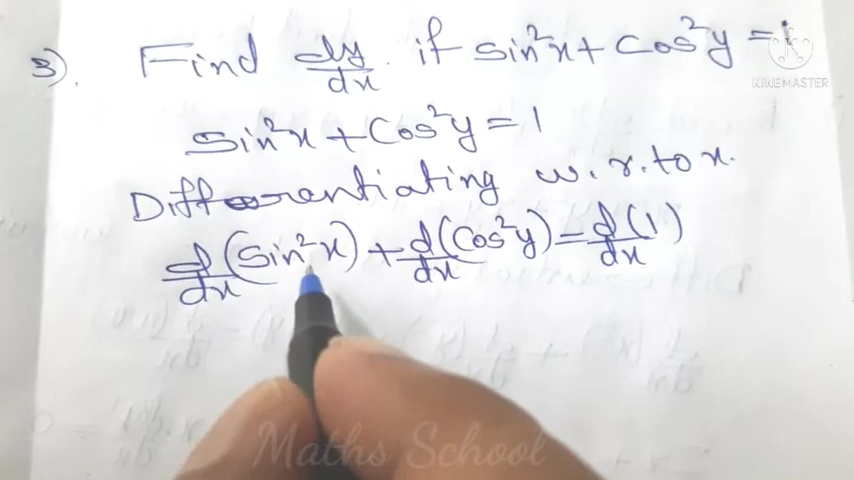 3). Find dy/dx if sin²x + cos²y = 1
KINEMASTER
sin²x + cos²y = 1
Differentiating w.r.to x.
d/dx (sin²x) + d/dx (cos²y) = d/dx (1)
Maths School